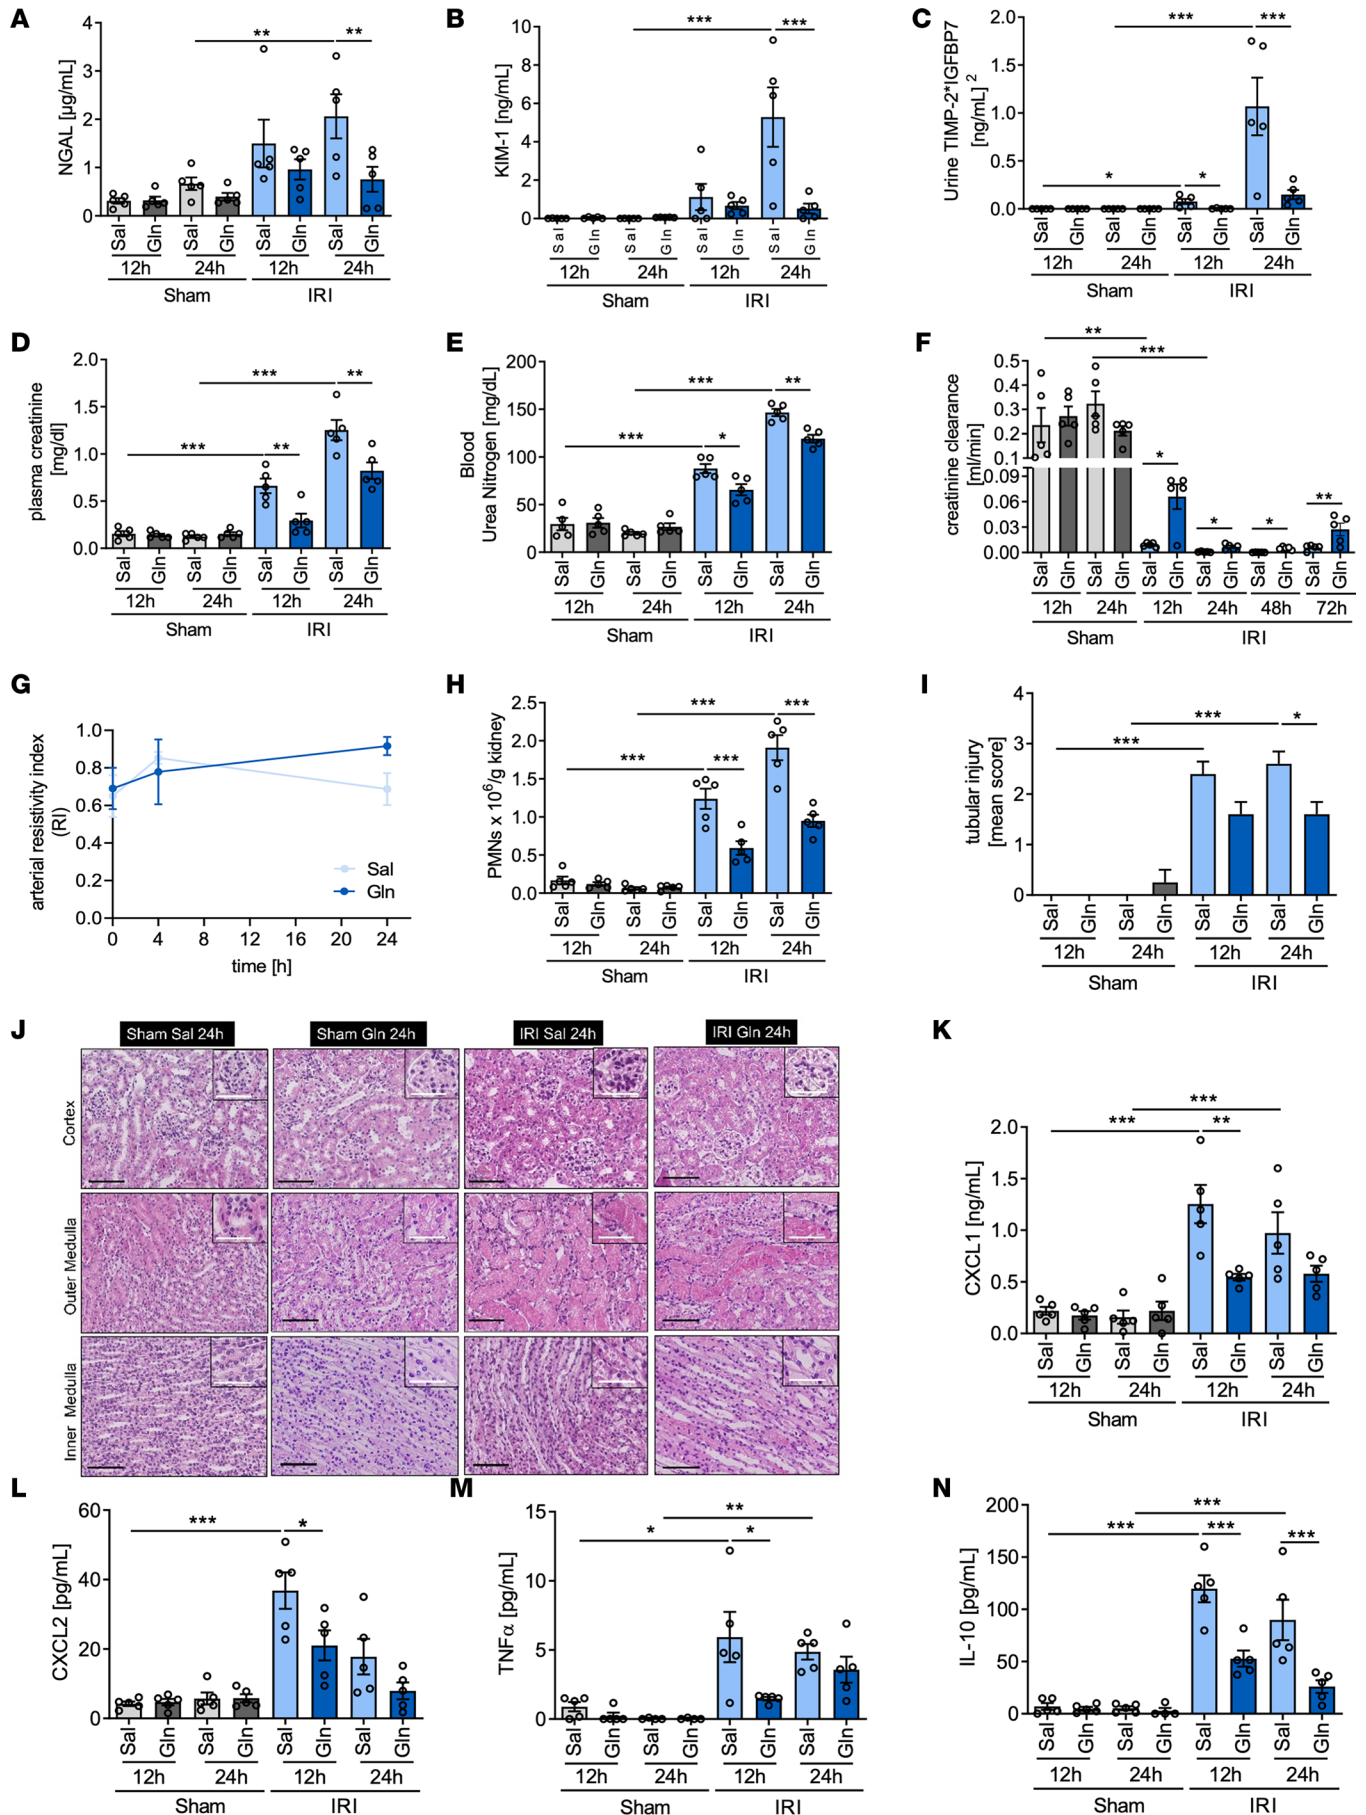 A
NGAL [µg/mL]
4
3
2
1
0
** **
Sal Gln Sal Gln Sal Gln Sal Gln
12h 24h 12h 24h
Sham IRI
B
KIM-1 [ng/mL]
10
8
6
4
2
0
*** ***
Sal Gln Sal Gln Sal Gln Sal Gln
12h 24h 12h 24h
Sham IRI
C
Urine TIMP-2*IGFBP7
[ng/mL] 2
2.0
1.5
1.0
0.5
0.0
*** ***
* *
Sal Gln Sal Gln Sal Gln Sal Gln
12h 24h 12h 24h
Sham IRI
D
plasma creatinine
[mg/dl]
2.0
1.5
1.0
0.5
0.0
*** **
*** **
Sal Gln Sal Gln Sal Gln Sal Gln
12h 24h 12h 24h
Sham IRI
E
Blood
Urea Nitrogen [mg/dL]
200
150
100
50
0
*** **
*** *
Sal Gln Sal Gln Sal Gln Sal Gln
12h 24h 12h 24h
Sham IRI
F
creatinine clearance
[ml/min]
0.5
0.4
0.3
0.2
0.1
0.09
0.06
0.03
0.00
**
***
* * * **
Sal Gln Sal Gln Sal Gln Sal Gln Sal Gln Sal Gln
12h 24h 12h 24h 48h 72h
Sham IRI
G
arterial resistivity index
(RI)
1.0
0.8
0.6
0.4
0.2
0.0
Sal
Gln
0 4 8 12 16 20 24
time [h]
H
PMNs x 10⁶/g kidney
2.5
2.0
1.5
1.0
0.5
0.0
*** ***
*** ***
Sal Gln Sal Gln Sal Gln Sal Gln
12h 24h 12h 24h
Sham IRI
I
tubular injury
[mean score]
4
3
2
1
0
*** *
***
Sal Gln Sal Gln Sal Gln Sal Gln
12h 24h 12h 24h
Sham IRI
J
Sham Sal 24h Sham Gln 24h IRI Sal 24h IRI Gln 24h
Cortex
Outer Medulla
Inner Medulla
K
CXCL1 [ng/mL]
2.0
1.5
1.0
0.5
0.0
***
*** **
Sal Gln Sal Gln Sal Gln Sal Gln
12h 24h 12h 24h
Sham IRI
L
CXCL2 [pg/mL]
60
40
20
0
*** *
Sal Gln Sal Gln Sal Gln Sal Gln
12h 24h 12h 24h
Sham IRI
M
TNFα [pg/mL]
15
10
5
0
**
* *
Sal Gln Sal Gln Sal Gln Sal Gln
12h 24h 12h 24h
Sham IRI
N
IL-10 [pg/mL]
200
150
100
50
0
***
*** *** ***
Sal Gln Sal Gln Sal Gln Sal Gln
12h 24h 12h 24h
Sham IRI